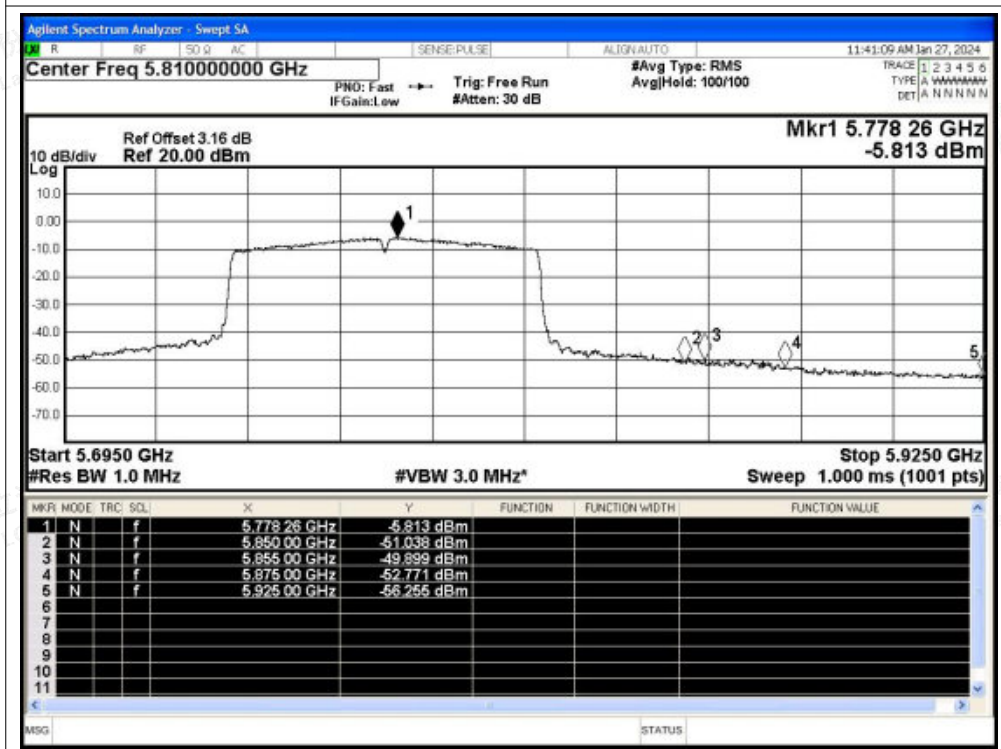 Agilent Spectrum Analyzer - Swept SA
R RF 50 Ω AC SENSE:PULSE ALIGN AUTO 11:41:09 AM Jan 27, 2024
Center Freq 5.810000000 GHz
PNO: Fast
IFGain:Low
Trig: Free Run
#Atten: 30 dB
#Avg Type: RMS
Avg|Hold: 100/100
TRACE 1 2 3 4 5 6
TYPE A WWWWW
DET A N N N N N
Mkr1 5.778 26 GHz
-5.813 dBm
Ref Offset 3.16 dB
10 dB/div Ref 20.00 dBm
Log
10.0
0.00
-10.0
-20.0
-30.0
-40.0
-50.0
-60.0
-70.0
1
2 3
4
5
Start 5.6950 GHz Stop 5.9250 GHz
#Res BW 1.0 MHz #VBW 3.0 MHz* Sweep 1.000 ms (1001 pts)
MKR MODE TRC SCL X Y FUNCTION FUNCTION WIDTH FUNCTION VALUE
1 N f 5.778 26 GHz -5.813 dBm
2 N f 5.850 00 GHz -51.038 dBm
3 N f 5.855 00 GHz -49.899 dBm
4 N f 5.875 00 GHz -52.771 dBm
5 N f 5.925 00 GHz -56.255 dBm
6
7
8
9
10
11
MSG STATUS